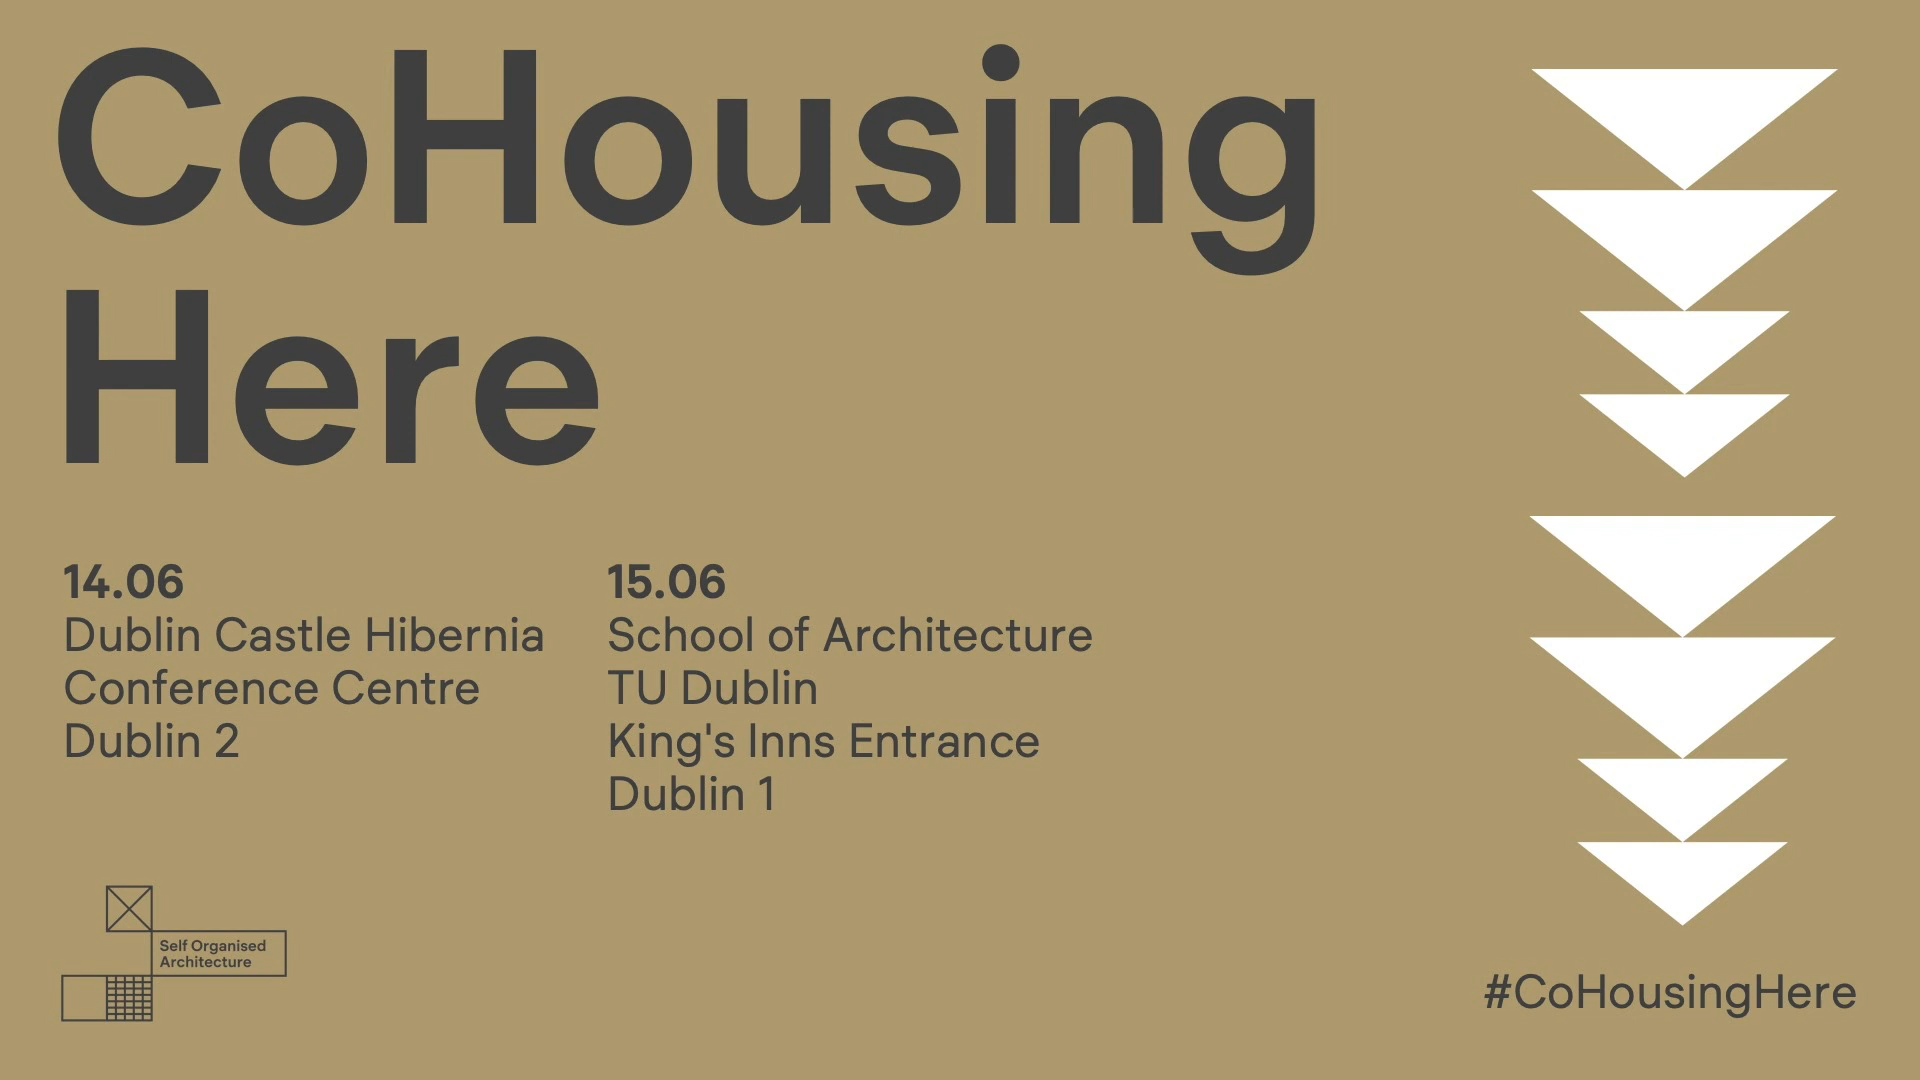 CoHousing
Here
14.06
Dublin Castle Hibernia
Conference Centre
Dublin 2
15.06
School of Architecture
TU Dublin
King's Inns Entrance
Dublin 1
Self Organised
Architecture
#CoHousingHere